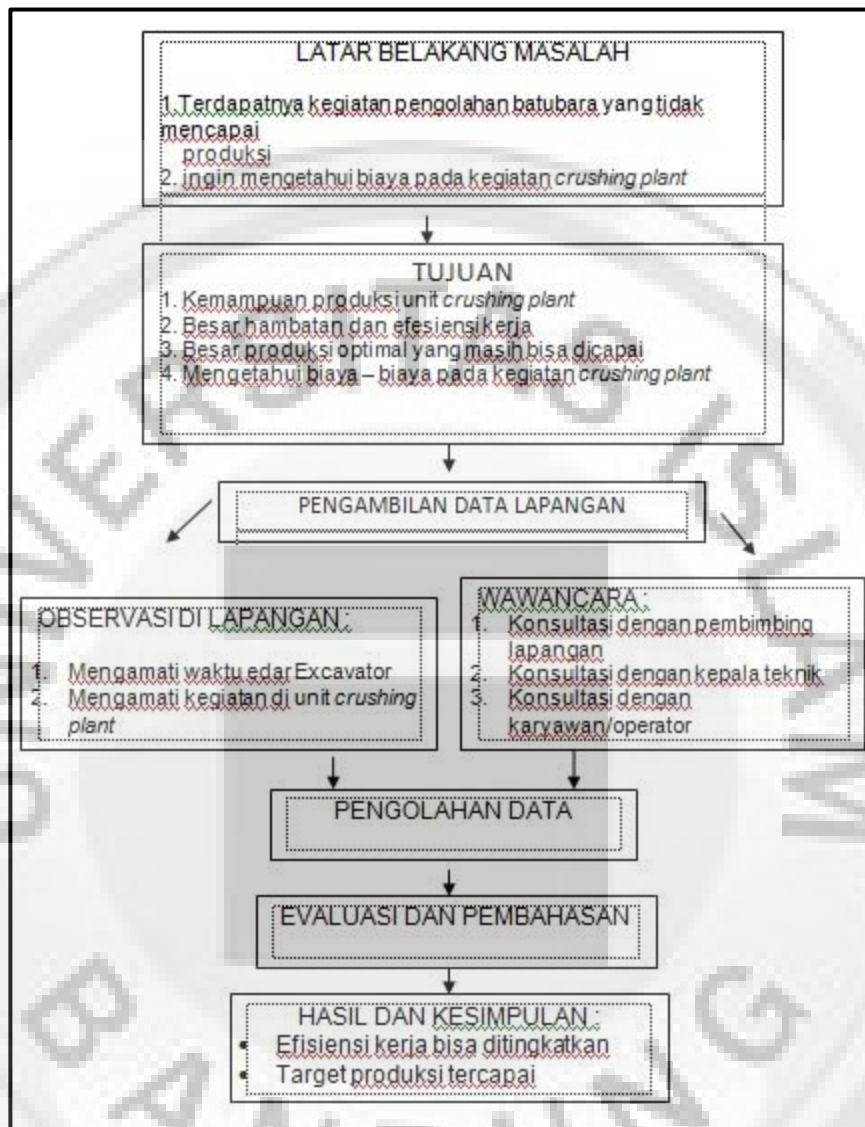 LATAR BELAKANG MASALAH
1.Terdapatnya kegiatan pengolahan batubara yang tidak
mencapai
produksi
2. ingin mengetahui biaya pada kegiatan crushing plant
TUJUAN
1. Kemampuan produksi unit crushing plant
2. Besar hambatan dan efesiensi kerja
3. Besar produksi optimal yang masih bisa dicapai
4. Mengetahui biaya – biaya pada kegiatan crushing plant
PENGAMBILAN DATA LAPANGAN
OBSERVASI DI LAPANGAN :
1. Mengamati waktu edar Excavator
2. Mengamati kegiatan di unit crushing
plant
WAWANCARA :
1. Konsultasi dengan pembimbing
lapangan
2. Konsultasi dengan kepala teknik
3. Konsultasi dengan
karyawan/operator
PENGOLAHAN DATA
EVALUASI DAN PEMBAHASAN
HASIL DAN KESIMPULAN :
• Efisiensi kerja bisa ditingkatkan
• Target produksi tercapai
UNIVERSITAS ISLAM
BANDUNG